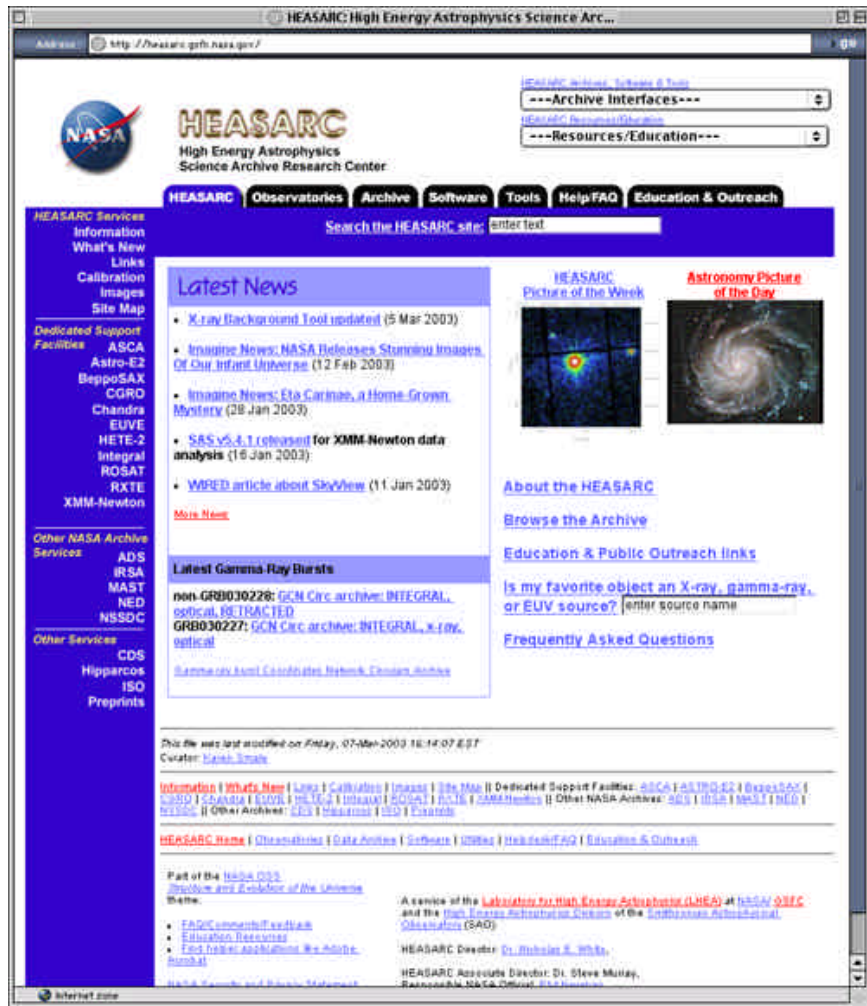 HEASARC: High Energy Astrophysics Science Arc...
Address: http://heasarc.gsfc.nasa.gov/
go
HEASARC Archives, Software & Tools
---Archive Interfaces---
HEASARC Resources/Education
---Resources/Education---
NASA
HEASARC
High Energy Astrophysics
Science Archive Research Center
HEASARC Observatories Archive Software Tools Help/FAQ Education & Outreach
Search the HEASARC site: enter text
HEASARC Services
Information
What's New
Links
Calibration
Images
Site Map
Dedicated Support
Facilities ASCA
Astro-E2
BeppoSAX
CGRO
Chandra
EUVE
HETE-2
Integral
ROSAT
RXTE
XMM-Newton
Other NASA Archive
Services ADS
IRSA
MAST
NED
NSSDC
Other Services
CDS
Hipparcos
ISO
Preprints
Latest News
• X-ray Background Tool updated (5 Mar 2003)
• Imagine News: NASA Releases Stunning Images
Of Our Infant Universe (12 Feb 2003)
• Imagine News: Eta Carinae, a Home-Grown
Mystery (28 Jan 2003)
• SAS v5.4.1 released for XMM-Newton data
analysis (16 Jan 2003)
• WIRED article about SkyView (11 Jan 2003)
More News
Latest Gamma-Ray Bursts
non-GRB030228: GCN Circ archive: INTEGRAL,
optical, RETRACTED
GRB030227: GCN Circ archive: INTEGRAL, x-ray,
optical
Gamma-ray burst Coordinates Network Circulars Archive
HEASARC
Picture of the Week
Astronomy Picture
of the Day
About the HEASARC
Browse the Archive
Education & Public Outreach links
Is my favorite object an X-ray, gamma-ray,
or EUV source? enter source name
Frequently Asked Questions
This file was last modified on Friday, 07-Mar-2003 16:14:07 EST
Curator: Karen Smale
Information | What's New | Links | Calibration | Images | Site Map || Dedicated Support Facilities: ASCA | ASTRO-E2 | BeppoSAX |
CGRO | Chandra | EUVE | HETE-2 | Integral | ROSAT | RXTE | XMM-Newton || Other NASA Archives: ADS | IRSA | MAST | NED |
NSSDC || Other Archives: CDS | Hipparcos | ISO | Preprints
HEASARC Home | Observatories | Data Archive | Software | Utilities | Helpdesk/FAQ | Education & Outreach
Part of the NASA OSS
Structure and Evolution of the Universe
theme.
• FAQ/Comments/Feedback
• Education Resources
• Find helper applications like Adobe
Acrobat
NASA Security and Privacy Statement
A service of the Laboratory for High Energy Astrophysics (LHEA) at NASA/ GSFC
and the High Energy Astrophysics Division of the Smithsonian Astrophysical
Observatory (SAO)
HEASARC Director: Dr. Nicholas E. White,
HEASARC Associate Director: Dr. Steve Murray,
Responsible NASA Official:
Internet zone